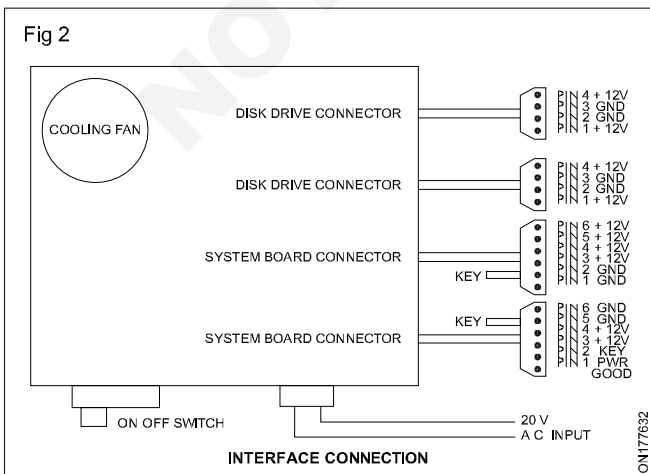 Fig 2
COOLING FAN
DISK DRIVE CONNECTOR
PIN 4 + 12V
PIN 3 GND
PIN 2 GND
PIN 1 + 12V
DISK DRIVE CONNECTOR
PIN 4 + 12V
PIN 3 GND
PIN 2 GND
PIN 1 + 12V
SYSTEM BOARD CONNECTOR
KEY
PIN 6 + 12V
PIN 5 + 12V
PIN 4 + 12V
PIN 3 + 12V
PIN 2 GND
PIN 1 GND
SYSTEM BOARD CONNECTOR
KEY
PIN 6 GND
PIN 5 GND
PIN 4 + 12V
PIN 3 + 12V
PIN 2 KEY
PIN 1 PWR
GOOD
ON OFF SWITCH
20 V
A C INPUT
INTERFACE CONNECTION
ON177632